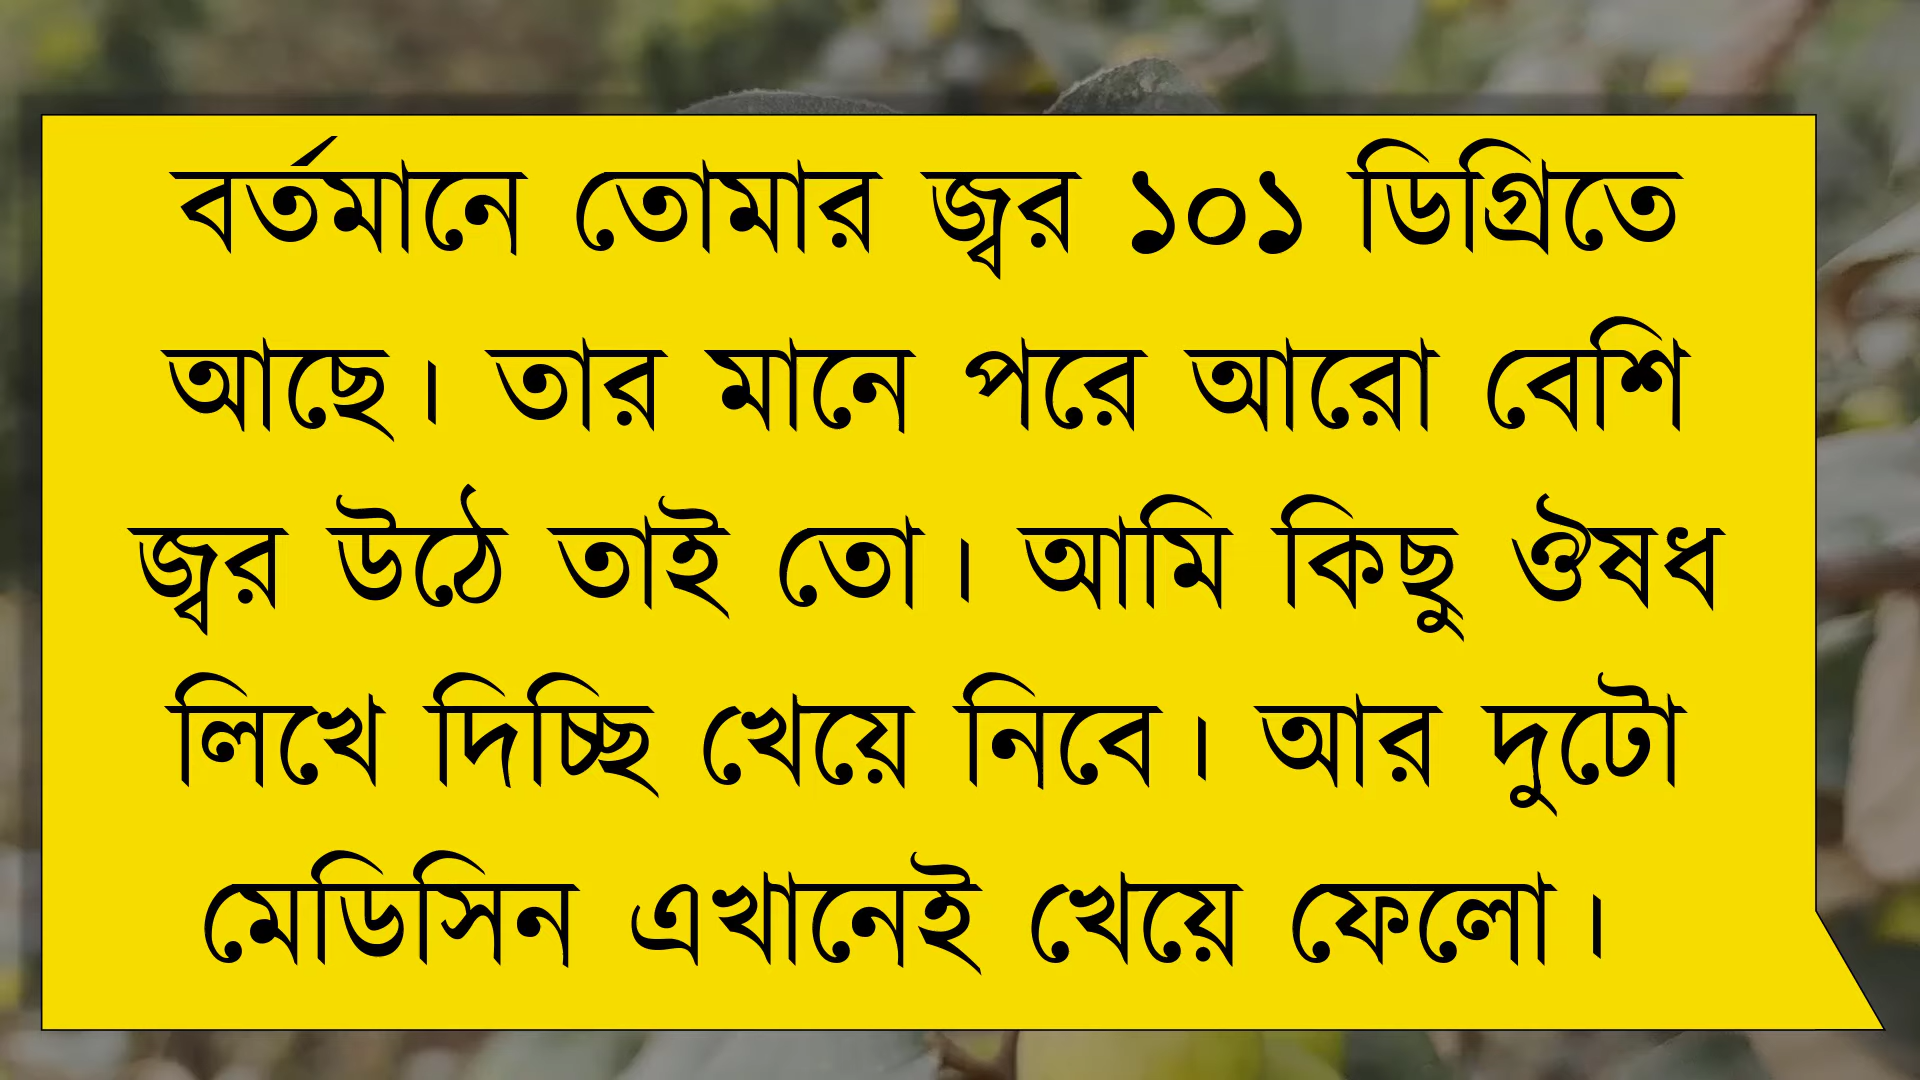 বর্তমানে তোমার জ্বর ১০১ ডিগ্রিতে
আছে। তার মানে পরে আরো বেশি
জ্বর উঠে তাই তো। আমি কিছু ঔষধ
লিখে দিচ্ছি খেয়ে নিবে। আর দুটো
মেডিসিন এখানেই খেয়ে ফেলো।